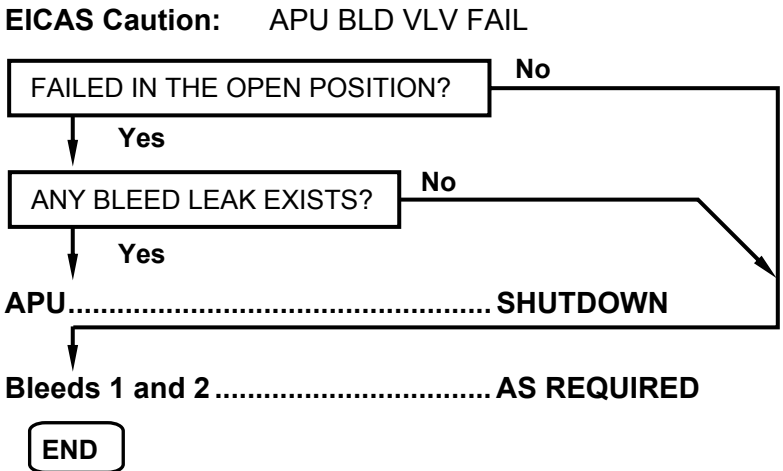 EICAS Caution: APU BLD VLV FAIL
FAILED IN THE OPEN POSITION? No
Yes
ANY BLEED LEAK EXISTS? No
Yes
APU.................................................... SHUTDOWN
Bleeds 1 and 2.................................. AS REQUIRED
END